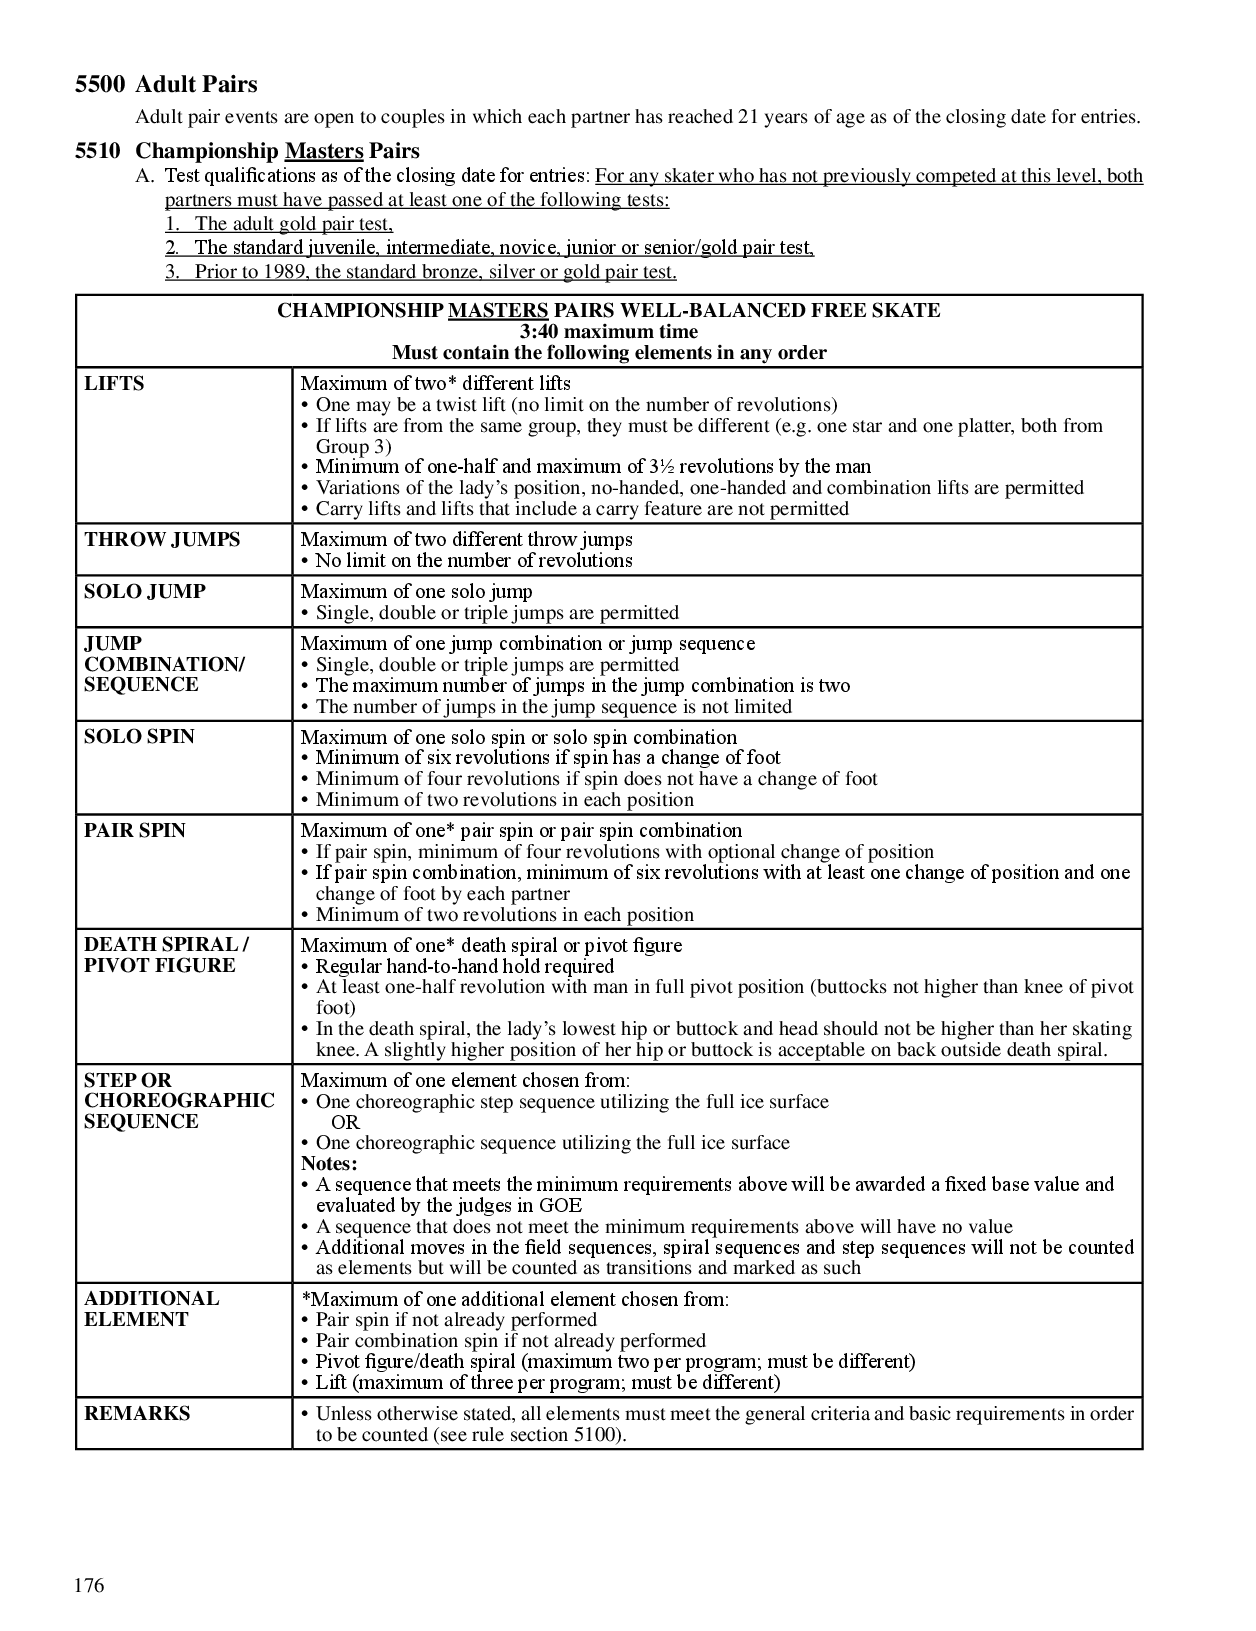 5500 Adult Pairs
Adult pair events are open to couples in which each partner has reached 21 years of age as of the closing date for entries.
5510 Championship Masters Pairs
A. Test qualifications as of the closing date for entries: For any skater who has not previously competed at this level, both
partners must have passed at least one of the following tests:
1. The adult gold pair test,
2. The standard juvenile, intermediate, novice, junior or senior/gold pair test,
3. Prior to 1989, the standard bronze, silver or gold pair test.
CHAMPIONSHIP MASTERS PAIRS WELL-BALANCED FREE SKATE
3:40 maximum time
Must contain the following elements in any order
LIFTS
Maximum of two* different lifts
• One may be a twist lift (no limit on the number of revolutions)
• If lifts are from the same group, they must be different (e.g. one star and one platter, both from
Group 3)
• Minimum of one-half and maximum of 3½ revolutions by the man
• Variations of the lady's position, no-handed, one-handed and combination lifts are permitted
• Carry lifts and lifts that include a carry feature are not permitted
THROW JUMPS
Maximum of two different throw jumps
• No limit on the number of revolutions
SOLO JUMP
Maximum of one solo jump
• Single, double or triple jumps are permitted
JUMP
COMBINATION/
SEQUENCE
Maximum of one jump combination or jump sequence
• Single, double or triple jumps are permitted
• The maximum number of jumps in the jump combination is two
• The number of jumps in the jump sequence is not limited
SOLO SPIN
Maximum of one solo spin or solo spin combination
• Minimum of six revolutions if spin has a change of foot
• Minimum of four revolutions if spin does not have a change of foot
• Minimum of two revolutions in each position
PAIR SPIN
Maximum of one* pair spin or pair spin combination
• If pair spin, minimum of four revolutions with optional change of position
• If pair spin combination, minimum of six revolutions with at least one change of position and one
change of foot by each partner
• Minimum of two revolutions in each position
DEATH SPIRAL /
PIVOT FIGURE
Maximum of one* death spiral or pivot figure
• Regular hand-to-hand hold required
• At least one-half revolution with man in full pivot position (buttocks not higher than knee of pivot
foot)
• In the death spiral, the lady's lowest hip or buttock and head should not be higher than her skating
knee. A slightly higher position of her hip or buttock is acceptable on back outside death spiral.
STEP OR
CHOREOGRAPHIC
SEQUENCE
Maximum of one element chosen from:
• One choreographic step sequence utilizing the full ice surface
OR
• One choreographic sequence utilizing the full ice surface
Notes:
• A sequence that meets the minimum requirements above will be awarded a fixed base value and
evaluated by the judges in GOE
• A sequence that does not meet the minimum requirements above will have no value
• Additional moves in the field sequences, spiral sequences and step sequences will not be counted
as elements but will be counted as transitions and marked as such
ADDITIONAL
ELEMENT
*Maximum of one additional element chosen from:
• Pair spin if not already performed
• Pair combination spin if not already performed
• Pivot figure/death spiral (maximum two per program; must be different)
• Lift (maximum of three per program; must be different)
REMARKS
• Unless otherwise stated, all elements must meet the general criteria and basic requirements in order
to be counted (see rule section 5100).
176